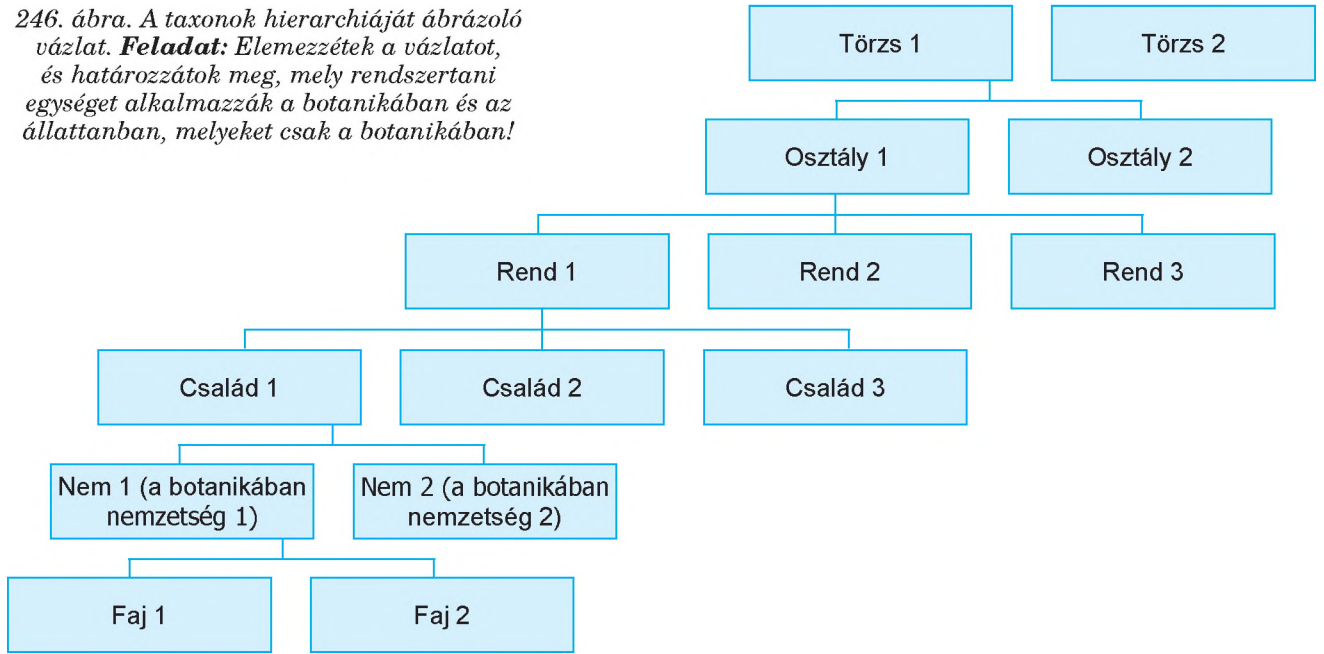 246. ábra. A taxonok hierarchiáját ábrázoló
vázlat. Feladat: Elemezzétek a vázlatot,
és határozzátok meg, mely rendszertani
egységet alkalmazzák a botanikában és az
állattanban, melyeket csak a botanikában!
Törzs 1
Törzs 2
Osztály 1
Osztály 2
Rend 1
Rend 2
Rend 3
Család 1
Család 2
Család 3
Nem 1 (a botanikában
nemzetség 1)
Nem 2 (a botanikában
nemzetség 2)
Faj 1
Faj 2